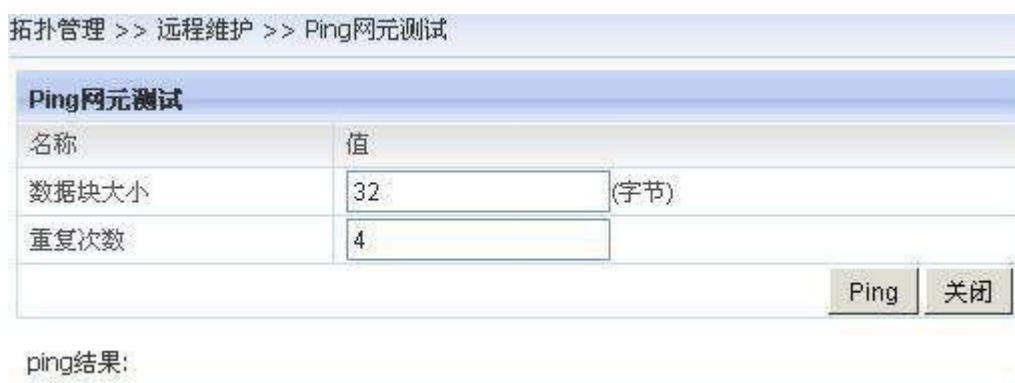 拓扑管理 >> 远程维护 >> Ping网元测试
Ping网元测试
名称 值
数据块大小 32 (字节)
重复次数 4
Ping 关闭
ping结果: